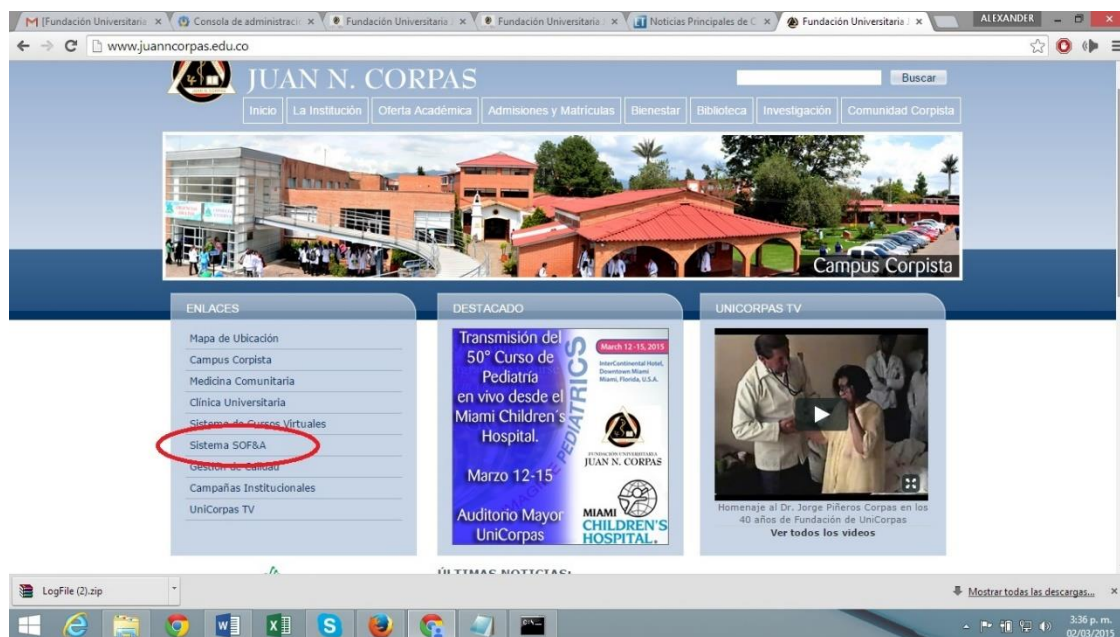 [Fundación Universitaria
Consola de administraci
Fundación Universitaria
Fundación Universitaria
Noticias Principales de C
Fundación Universitaria J
ALEXANDER
www.juanncorpas.edu.co
JUAN N. CORPAS
Buscar
Inicio
La Institución
Oferta Académica
Admisiones y Matrículas
Bienestar
Biblioteca
Investigación
Comunidad Corpista
Campus Corpista
ENLACES
Mapa de Ubicación
Campus Corpista
Medicina Comunitaria
Clínica Universitaria
Sistema de Cursos Virtuales
Sistema SOF&A
Gestión de Calidad
Campañas Institucionales
UniCorpas TV
DESTACADO
Transmisión del
50° Curso de
Pediatría
en vivo desde el
Miami Children's
Hospital.
Marzo 12-15
Auditorio Mayor
UniCorpas
PEDIATRICS
March 12 -15, 2015
InterContinental Hotel,
Downtown Miami
Miami, Florida, U.S.A.
FUNDACIÓN UNIVERSITARIA
JUAN N. CORPAS
MIAMI
CHILDREN'S
HOSPITAL.
UNICORPAS TV
Homenaje al Dr. Jorge Piñeros Corpas en los
40 años de Fundación de UniCorpas
Ver todos los videos
ÚLTIMAS NOTICIAS:
LogFile (2).zip
Mostrar todas las descargas...
3:36 p. m.
02/03/2015